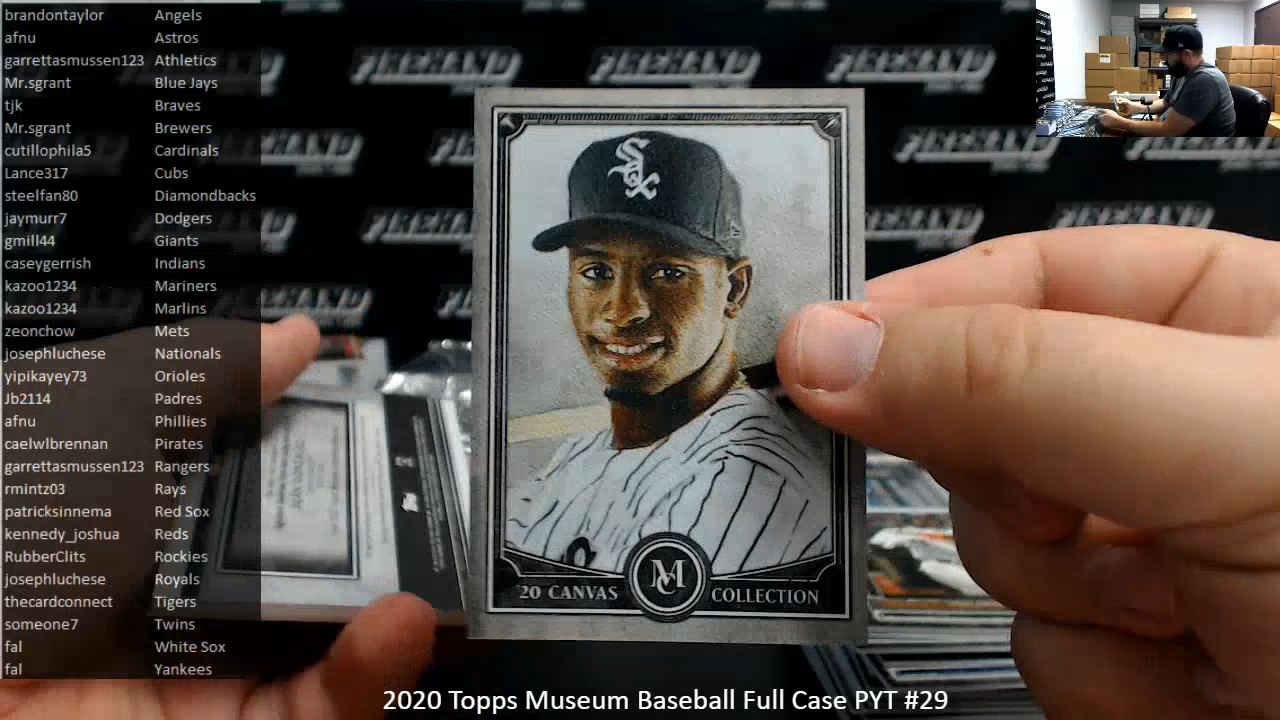 brandontaylor Angels
afnu Astros
garrettasmussen123 Athletics
Mr.sgrant Blue Jays
tjk Braves
Mr.sgrant Brewers
cutillophila5 Cardinals
Lance317 Cubs
steelfan80 Diamondbacks
jaymurr7 Dodgers
gmill44 Giants
caseygerrish Indians
kazoo1234 Mariners
kazoo1234 Marlins
zeonchow Mets
josephluchese Nationals
yipikayey73 Orioles
Jb2114 Padres
afnu Phillies
caelwlbrennan Pirates
garrettasmussen123 Rangers
rmintz03 Rays
patricksinnema Red Sox
kennedy_joshua Reds
RubberClits Rockies
josephluchese Royals
thecardconnect Tigers
someone7 Twins
fal White Sox
fal Yankees
FIREHAND
Sox
MC
20 CANVAS COLLECTION
2020 Topps Museum Baseball Full Case PYT #29